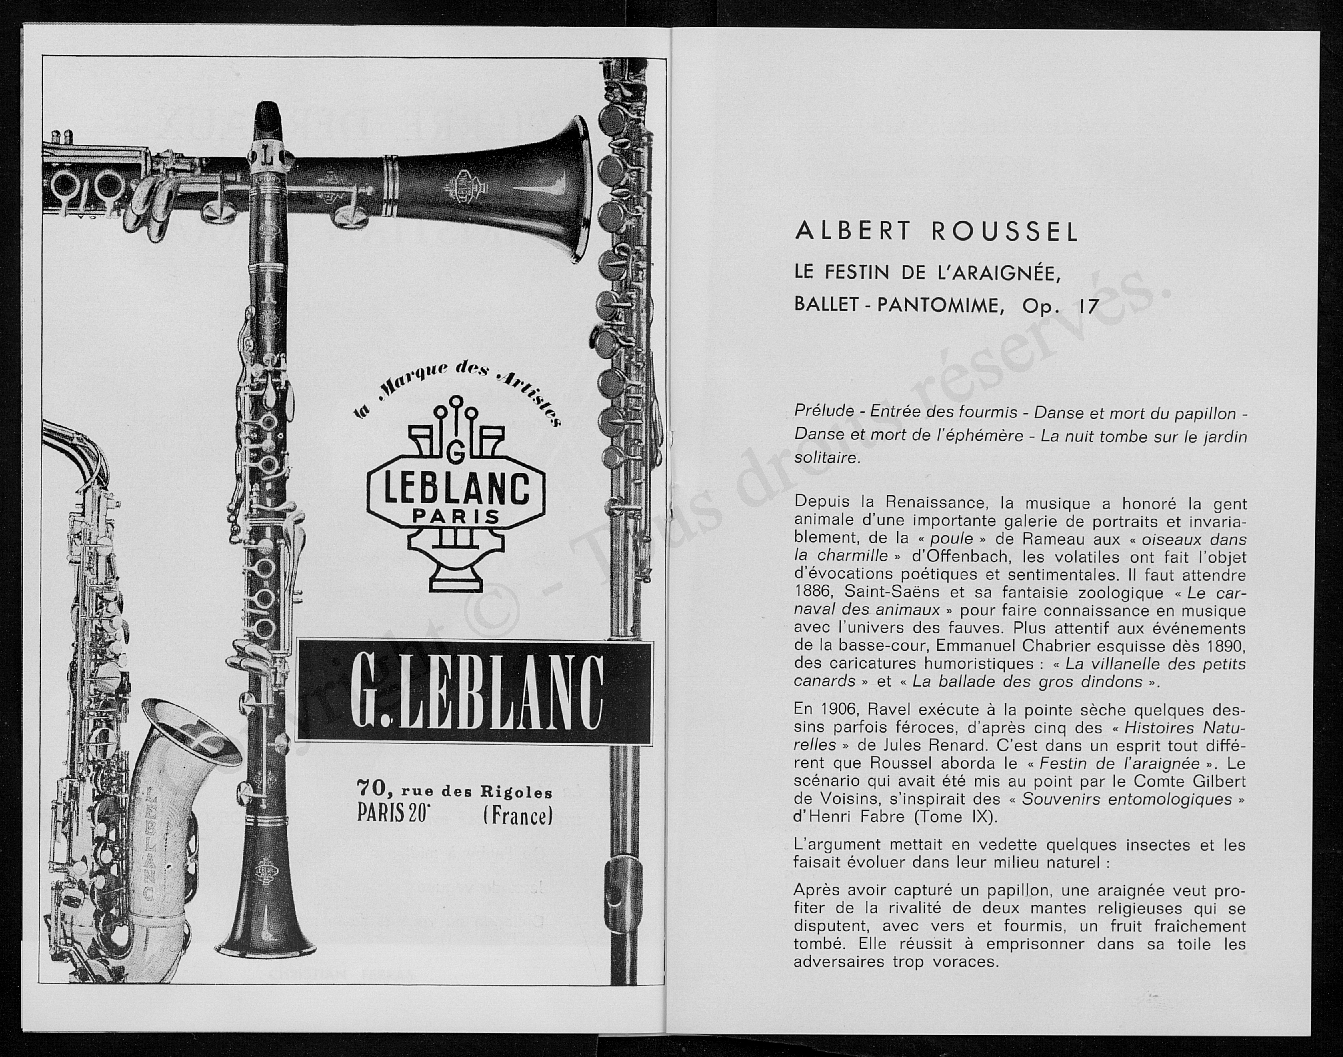 la Marque des Artistes
G
LEBLANC
PARIS
G. LEBLANC
70, rue des Rigoles
PARIS 20e (France)
LEBLANC
ALBERT ROUSSEL
LE FESTIN DE L'ARAIGNÉE,
BALLET - PANTOMIME, Op. 17
Prélude - Entrée des fourmis - Danse et mort du papillon -
Danse et mort de l'éphémère - La nuit tombe sur le jardin
solitaire.
Depuis la Renaissance, la musique a honoré la gent
animale d'une importante galerie de portraits et invaria-
blement, de la « poule » de Rameau aux « oiseaux dans
la charmille » d'Offenbach, les volatiles ont fait l'objet
d'évocations poétiques et sentimentales. Il faut attendre
1886, Saint-Saëns et sa fantaisie zoologique « Le car-
naval des animaux » pour faire connaissance en musique
avec l'univers des fauves. Plus attentif aux événements
de la basse-cour, Emmanuel Chabrier esquisse dès 1890,
des caricatures humoristiques : « La villanelle des petits
canards » et « La ballade des gros dindons ».
En 1906, Ravel exécute à la pointe sèche quelques des-
sins parfois féroces, d'après cinq des « Histoires Natu-
relles » de Jules Renard. C'est dans un esprit tout diffé-
rent que Roussel aborda le « Festin de l'araignée ». Le
scénario qui avait été mis au point par le Comte Gilbert
de Voisins, s'inspirait des « Souvenirs entomologiques »
d'Henri Fabre (Tome IX).
L'argument mettait en vedette quelques insectes et les
faisait évoluer dans leur milieu naturel :
Après avoir capturé un papillon, une araignée veut pro-
fiter de la rivalité de deux mantes religieuses qui se
disputent, avec vers et fourmis, un fruit fraîchement
tombé. Elle réussit à emprisonner dans sa toile les
adversaires trop voraces.
Copyright © - Tous droits réservés.